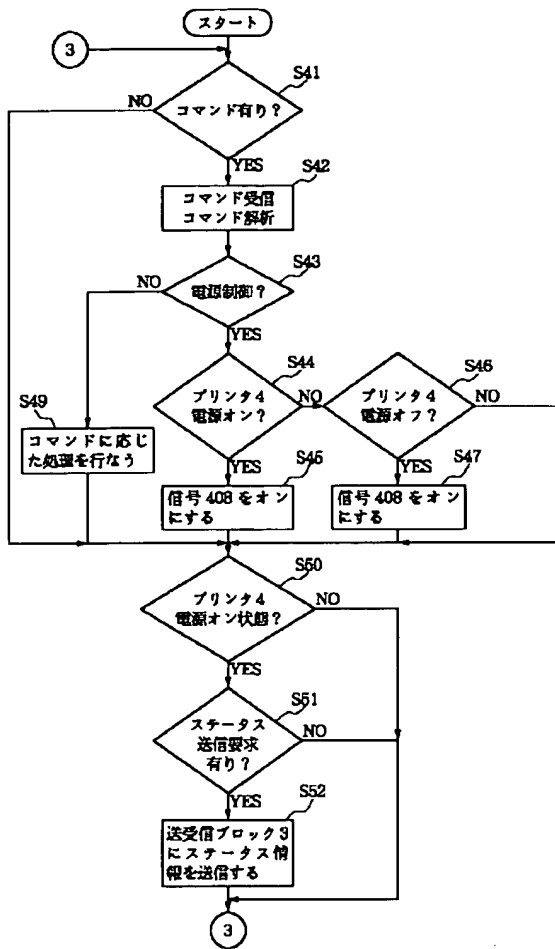 スタート
3
S41
NO
コマンド有り?
YES
S42
コマンド受信
コマンド解析
S43
NO
電源制御?
YES
S44
S46
プリンタ4
電源オン?
NO
プリンタ4
電源オフ?
NO
S49
コマンドに応じ
た処理を行なう
YES
S45
YES
S47
信号408をオン
にする
信号408をオン
にする
S50
プリンタ4
電源オン状態?
NO
YES
S51
ステータス
送信要求
有り?
NO
YES
S52
送受信ブロック3
にステータス情
報を送信する
3